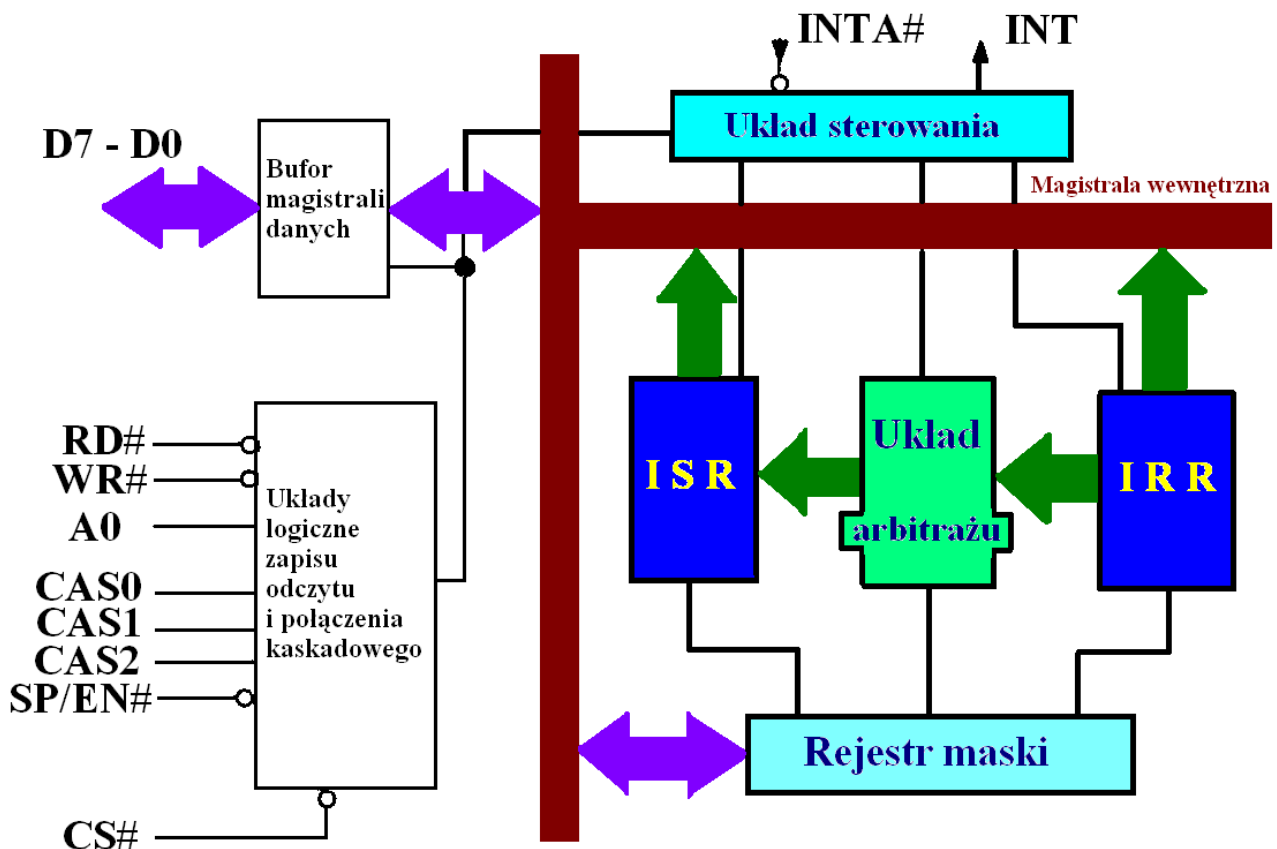 INTA#
INT
Układ sterowania
D7 - D0
Bufor
magistrali
danych
Magistrala wewnętrzna
RD#
WR#
A0
CAS0
CAS1
CAS2
SP/EN#
CS#
Układy
logiczne
zapisu
odczytu
i połączenia
kaskadowego
I S R
Układ
arbitrażu
I R R
Rejestr maski